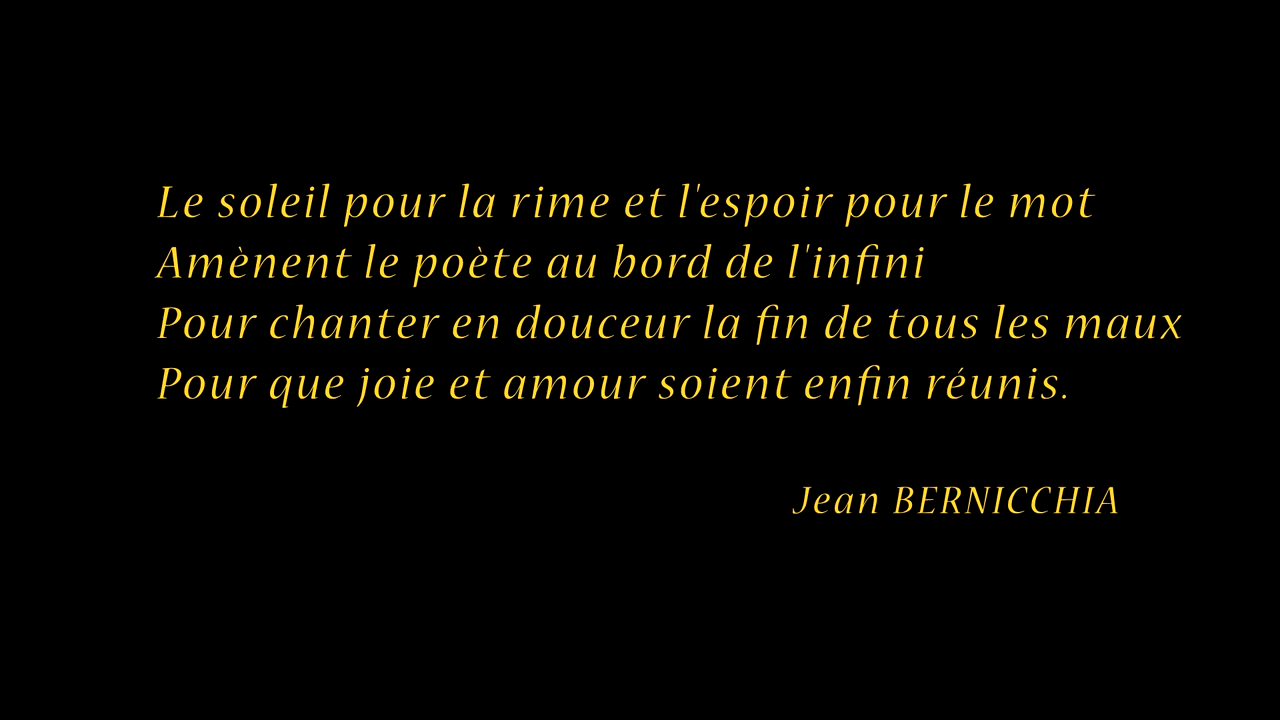 Le soleil pour la rime et l'espoir pour le mot
Amènent le poète au bord de l'infini
Pour chanter en douceur la fin de tous les maux
Pour que joie et amour soient enfin réunis.
Jean BERNICCHIA